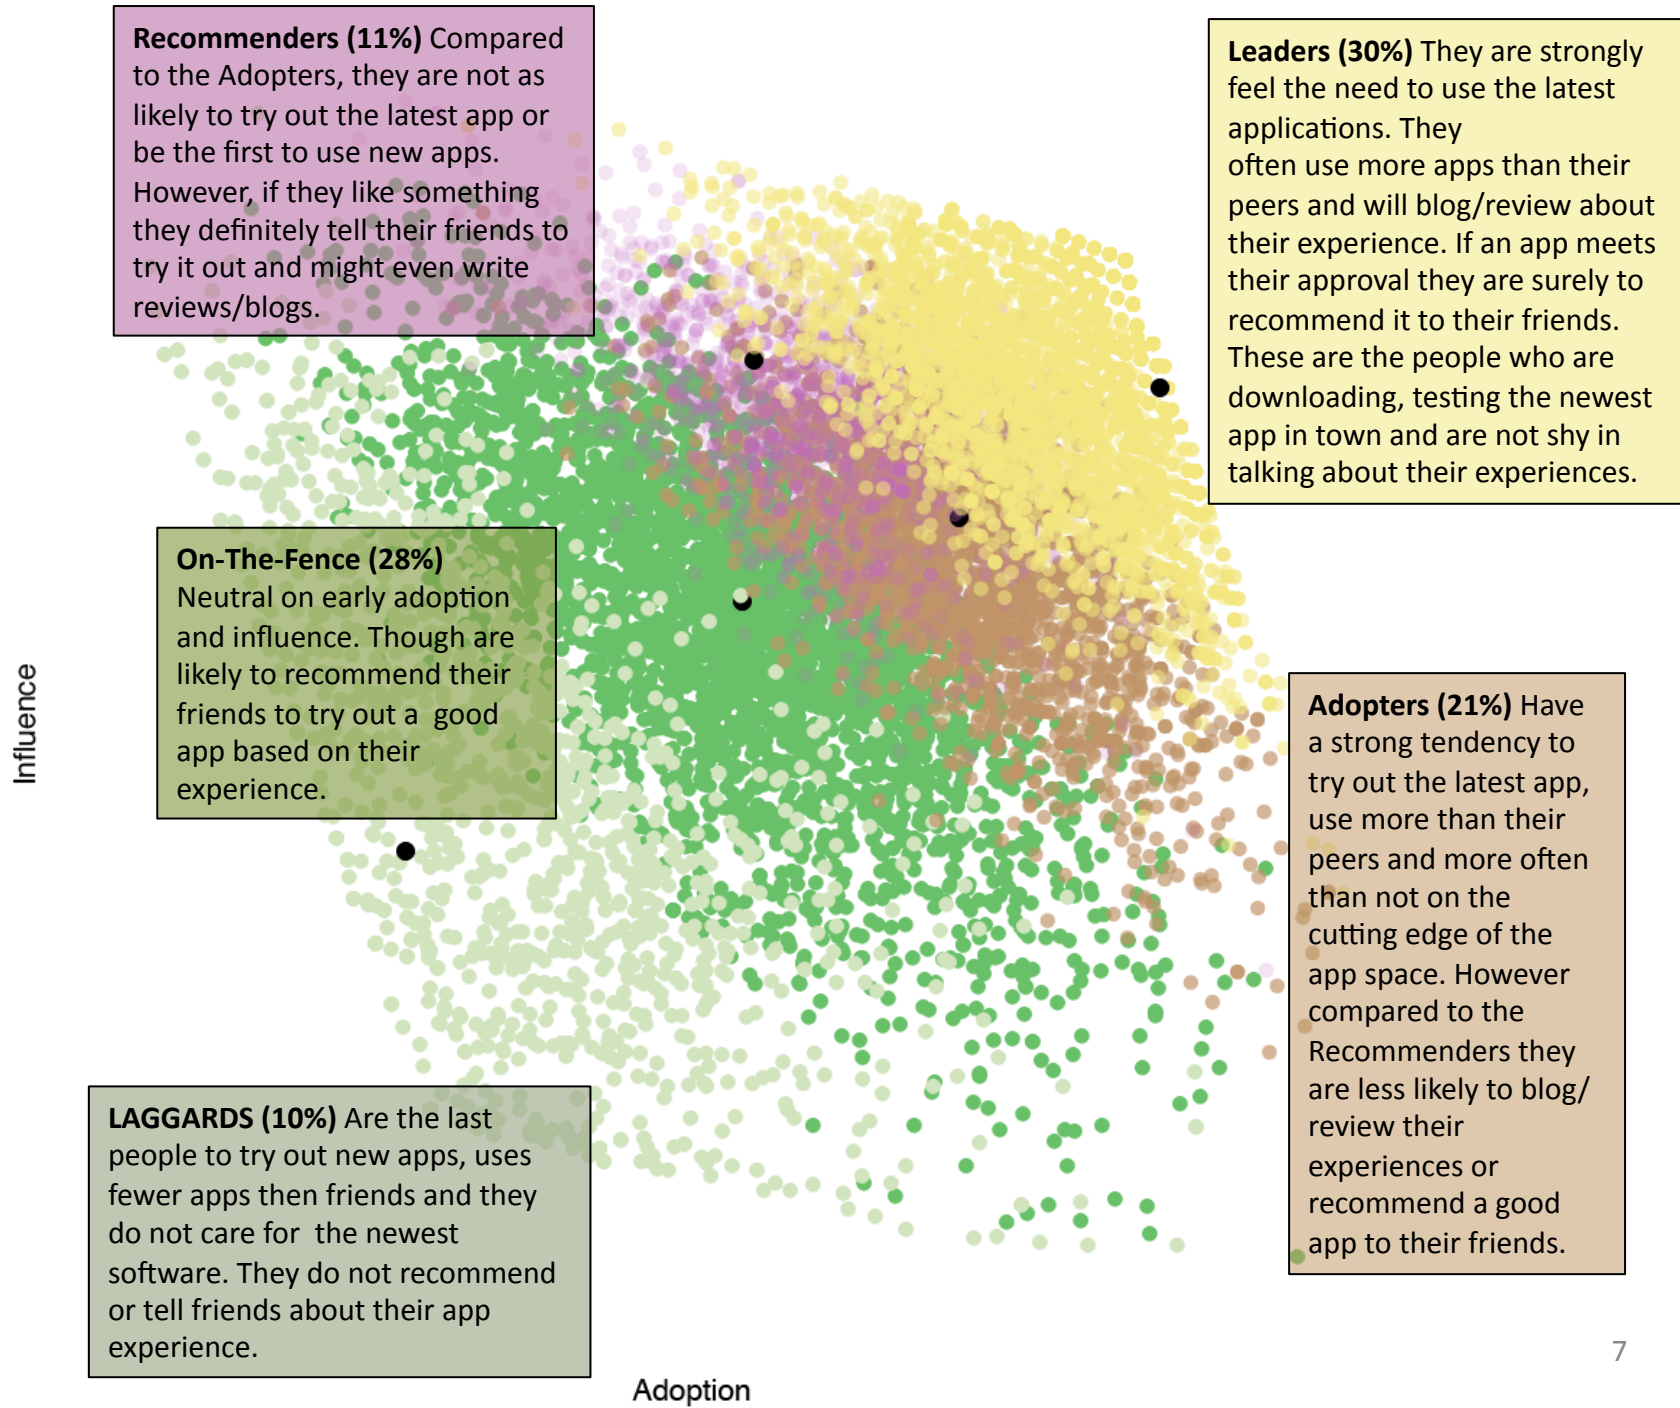 Recommenders (11%) Compared
to the Adopters, they are not as
likely to try out the latest app or
be the first to use new apps.
However, if they like something
they definitely tell their friends to
try it out and might even write
reviews/blogs.
Leaders (30%) They are strongly
feel the need to use the latest
applications. They
often use more apps than their
peers and will blog/review about
their experience. If an app meets
their approval they are surely to
recommend it to their friends.
These are the people who are
downloading, testing the newest
app in town and are not shy in
talking about their experiences.
On-The-Fence (28%)
Neutral on early adoption
and influence. Though are
likely to recommend their
friends to try out a  good
app based on their
experience.
Influence
Adopters (21%) Have
a strong tendency to
try out the latest app,
use more than their
peers and more often
than not on the
cutting edge of the
app space. However
compared to the
Recommenders they
are less likely to blog/
review their
experiences or
recommend a good
app to their friends.
LAGGARDS (10%) Are the last
people to try out new apps, uses
fewer apps then friends and they
do not care for  the newest
software. They do not recommend
or tell friends about their app
experience.
7
Adoption